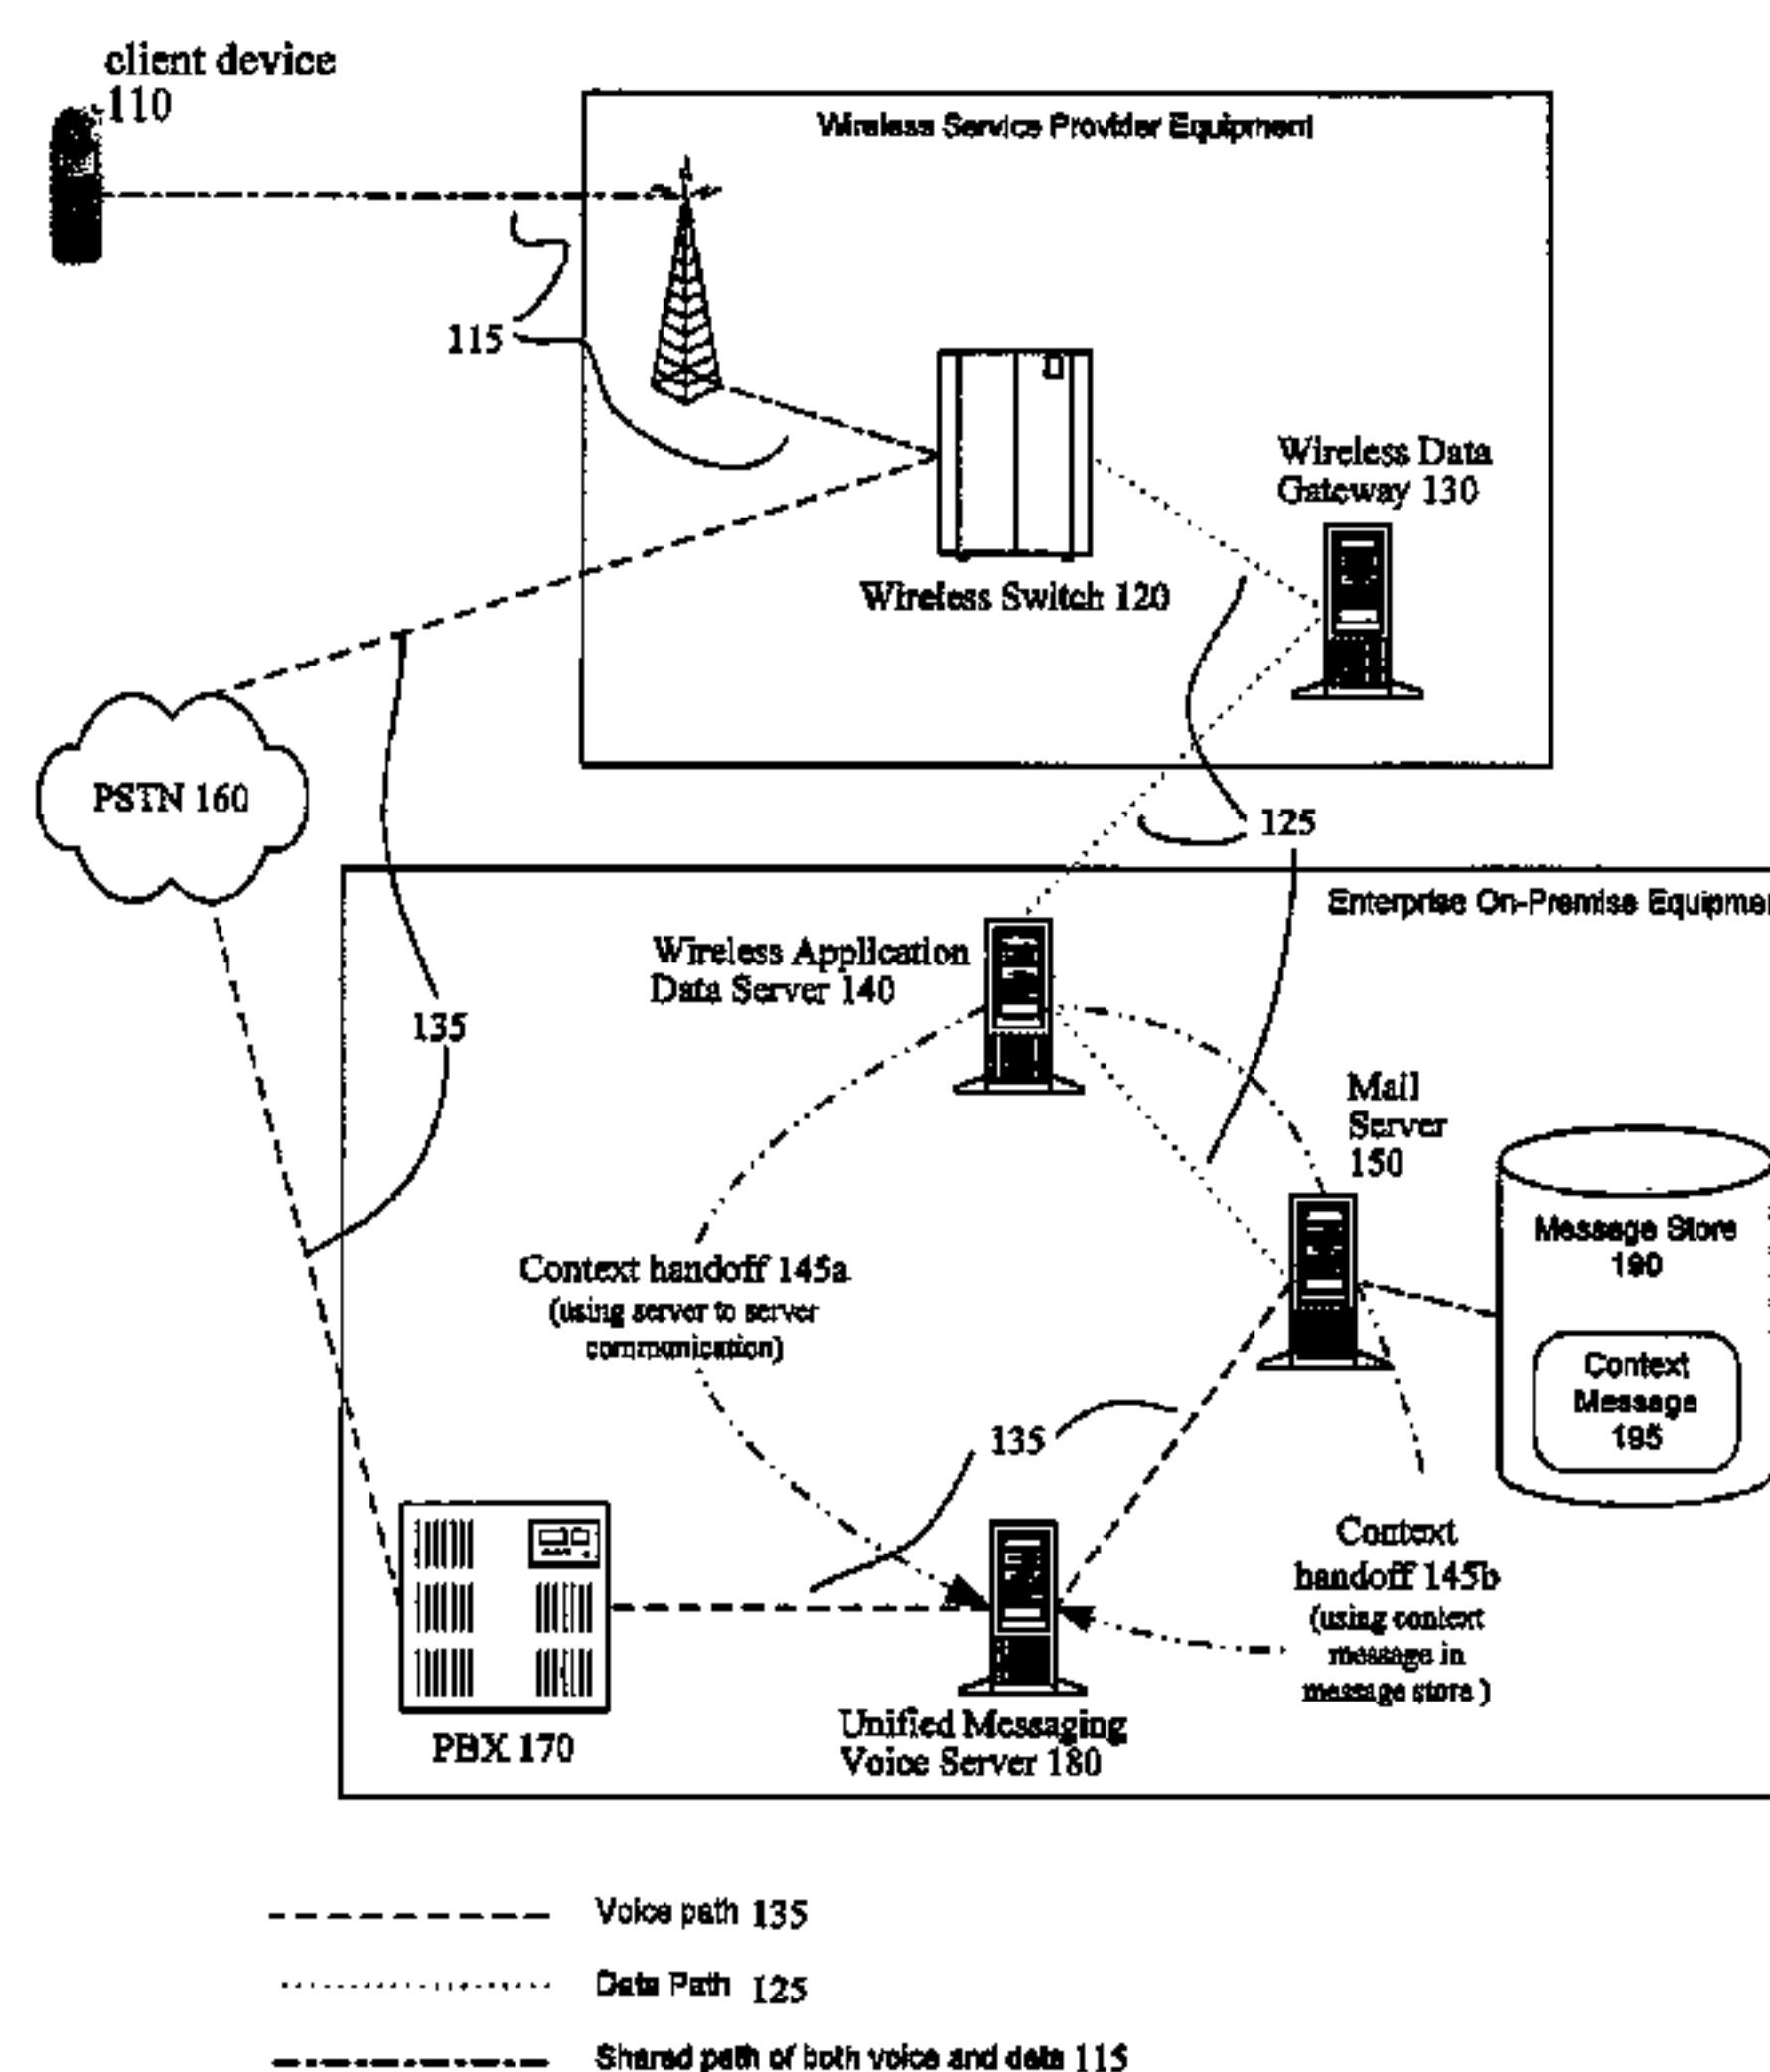 client device
110
Wireless Service Provider Equipment
115
Wireless Data
Gateway 130
Wireless Switch 120
PSTN 160
125
Enterprise On-Premise Equipmen
Wireless Application
Data Server 140
135
Mail
Server
150
Message Store
190
Context handoff 145a
(using server to server
communication)
Context
Message
195
135
Context
handoff 145b
(using context
message in
message store )
Unified Messaging
Voice Server 180
PBX 170
Voice path 135
Data Path 125
Shared path of both voice and data 115